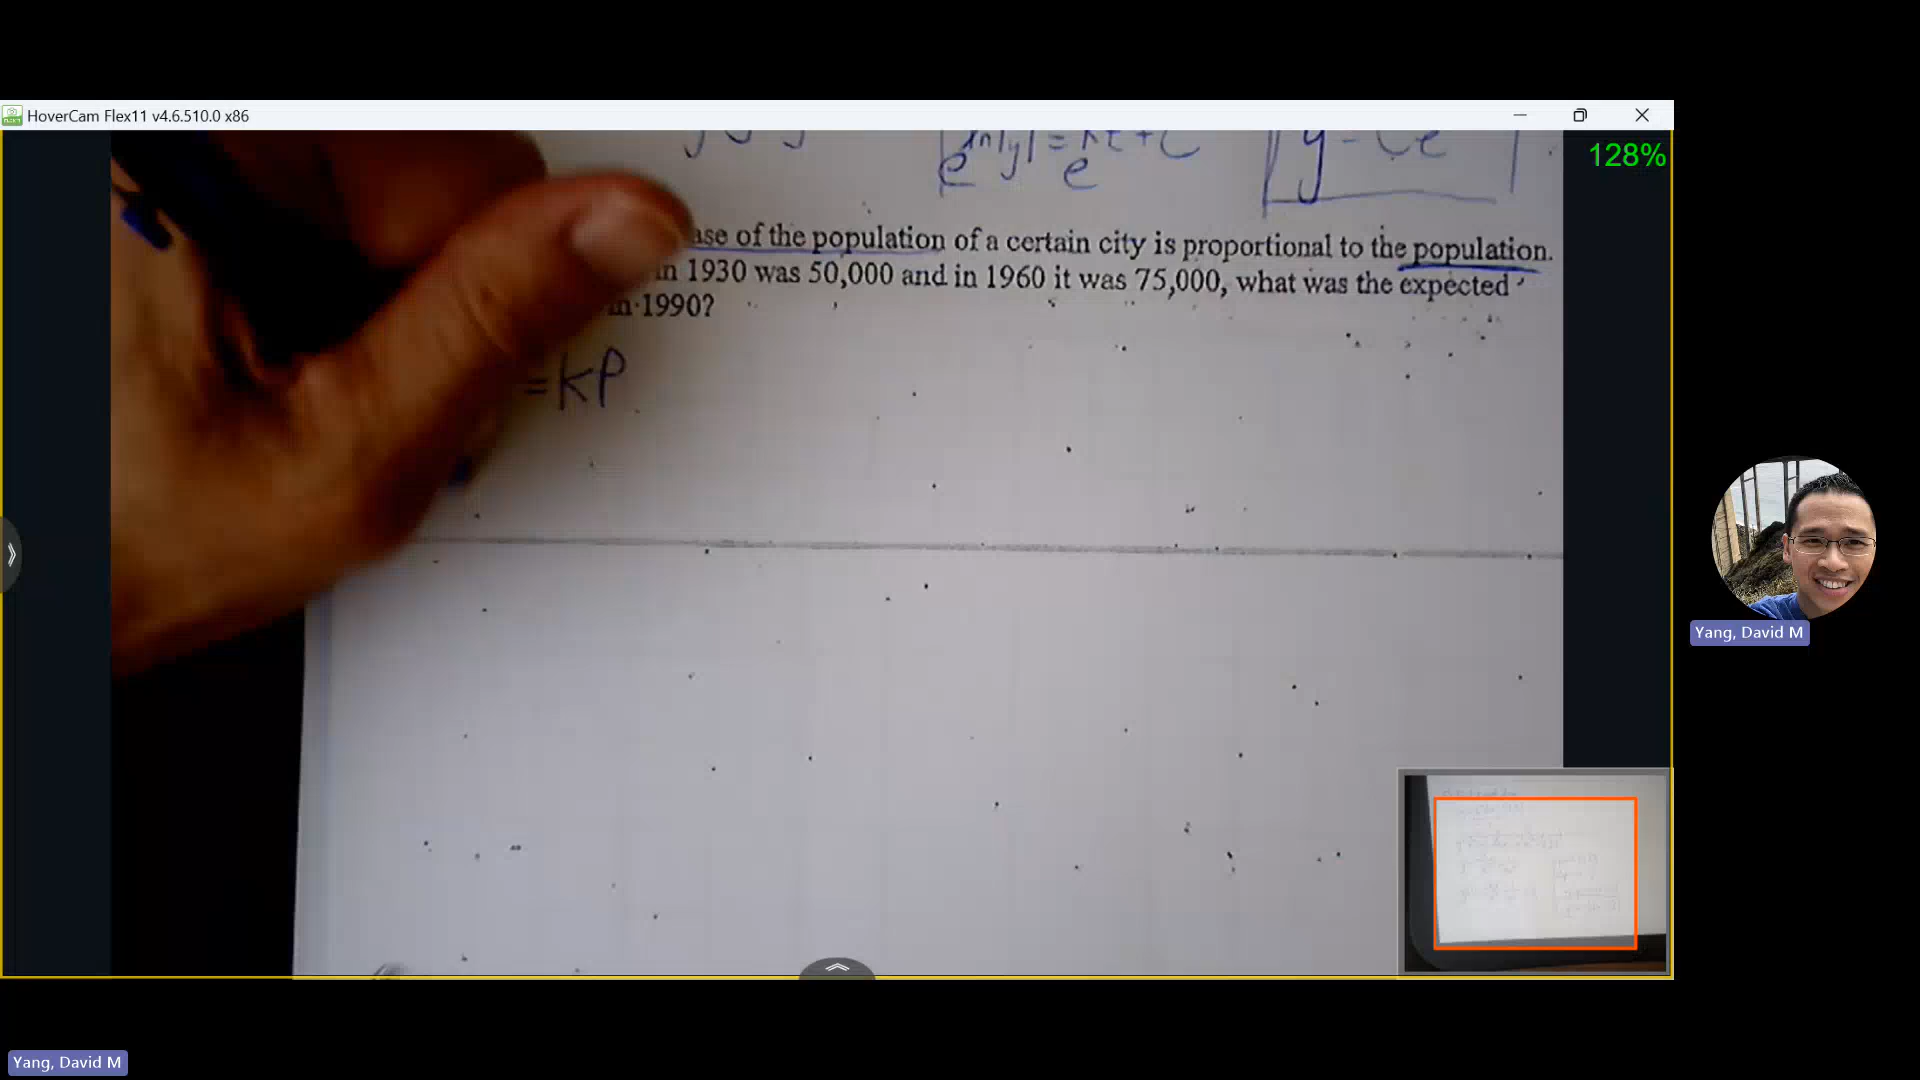 HoverCam Flex11 v4.6.510.0 x86
128%
ln|y| = kt + C
e e
y = Ce
ase of the population of a certain city is proportional to the population.
in 1930 was 50,000 and in 1960 it was 75,000, what was the expected
in 1990?
= kP
Yang, David M
Yang, David M